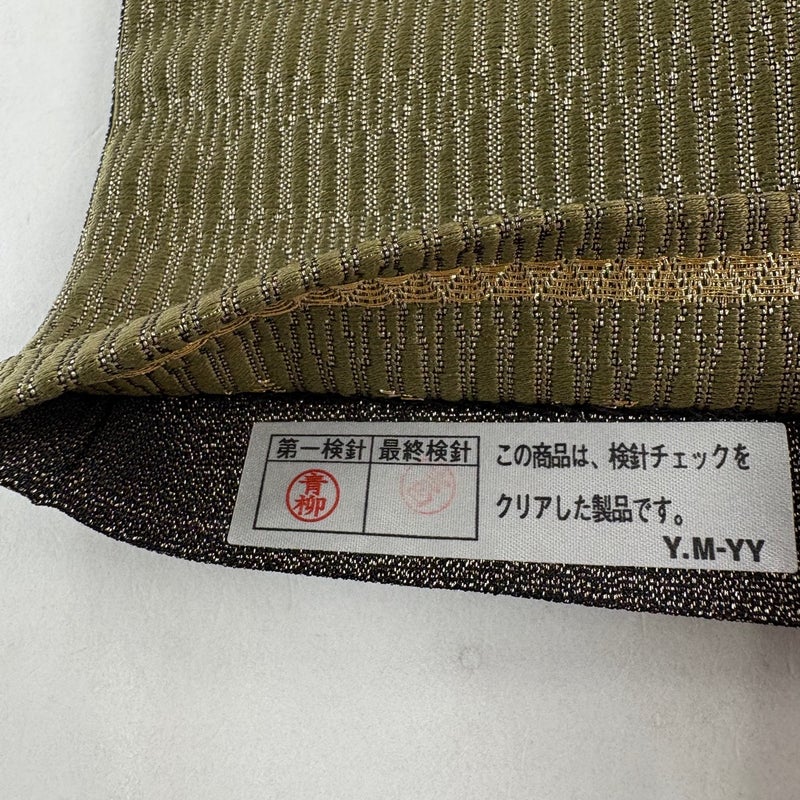 第一検針 最終検針
青柳
この商品は、検針チェックを
クリアした製品です。
Y.M-YY